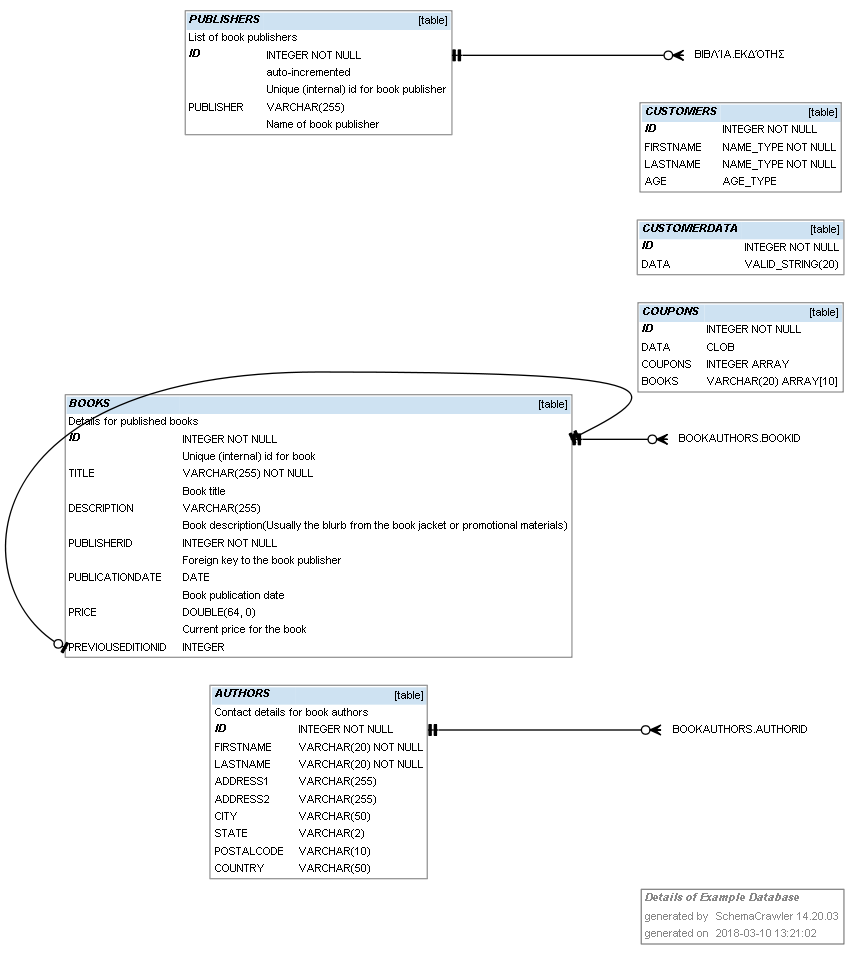 PUBLISHERS [table]
List of book publishers
ID INTEGER NOT NULL
auto-incremented
Unique (internal) id for book publisher
PUBLISHER VARCHAR(255)
Name of book publisher
ΒΙΒΛΊΑ.ΕΚΔΌΤΗΣ
CUSTOMERS [table]
ID INTEGER NOT NULL
FIRSTNAME NAME_TYPE NOT NULL
LASTNAME NAME_TYPE NOT NULL
AGE AGE_TYPE
CUSTOMERDATA [table]
ID INTEGER NOT NULL
DATA VALID_STRING(20)
COUPONS [table]
ID INTEGER NOT NULL
DATA CLOB
COUPONS INTEGER ARRAY
BOOKS VARCHAR(20) ARRAY[10]
BOOKS [table]
Details for published books
ID INTEGER NOT NULL
Unique (internal) id for book
TITLE VARCHAR(255) NOT NULL
Book title
DESCRIPTION VARCHAR(255)
Book description(Usually the blurb from the book jacket or promotional materials)
PUBLISHERID INTEGER NOT NULL
Foreign key to the book publisher
PUBLICATIONDATE DATE
Book publication date
PRICE DOUBLE(64, 0)
Current price for the book
PREVIOUSEDITIONID INTEGER
BOOKAUTHORS.BOOKID
AUTHORS [table]
Contact details for book authors
ID INTEGER NOT NULL
FIRSTNAME VARCHAR(20) NOT NULL
LASTNAME VARCHAR(20) NOT NULL
ADDRESS1 VARCHAR(255)
ADDRESS2 VARCHAR(255)
CITY VARCHAR(50)
STATE VARCHAR(2)
POSTALCODE VARCHAR(10)
COUNTRY VARCHAR(50)
BOOKAUTHORS.AUTHORID
Details of Example Database
generated by SchemaCrawler 14.20.03
generated on 2018-03-10 13:21:02